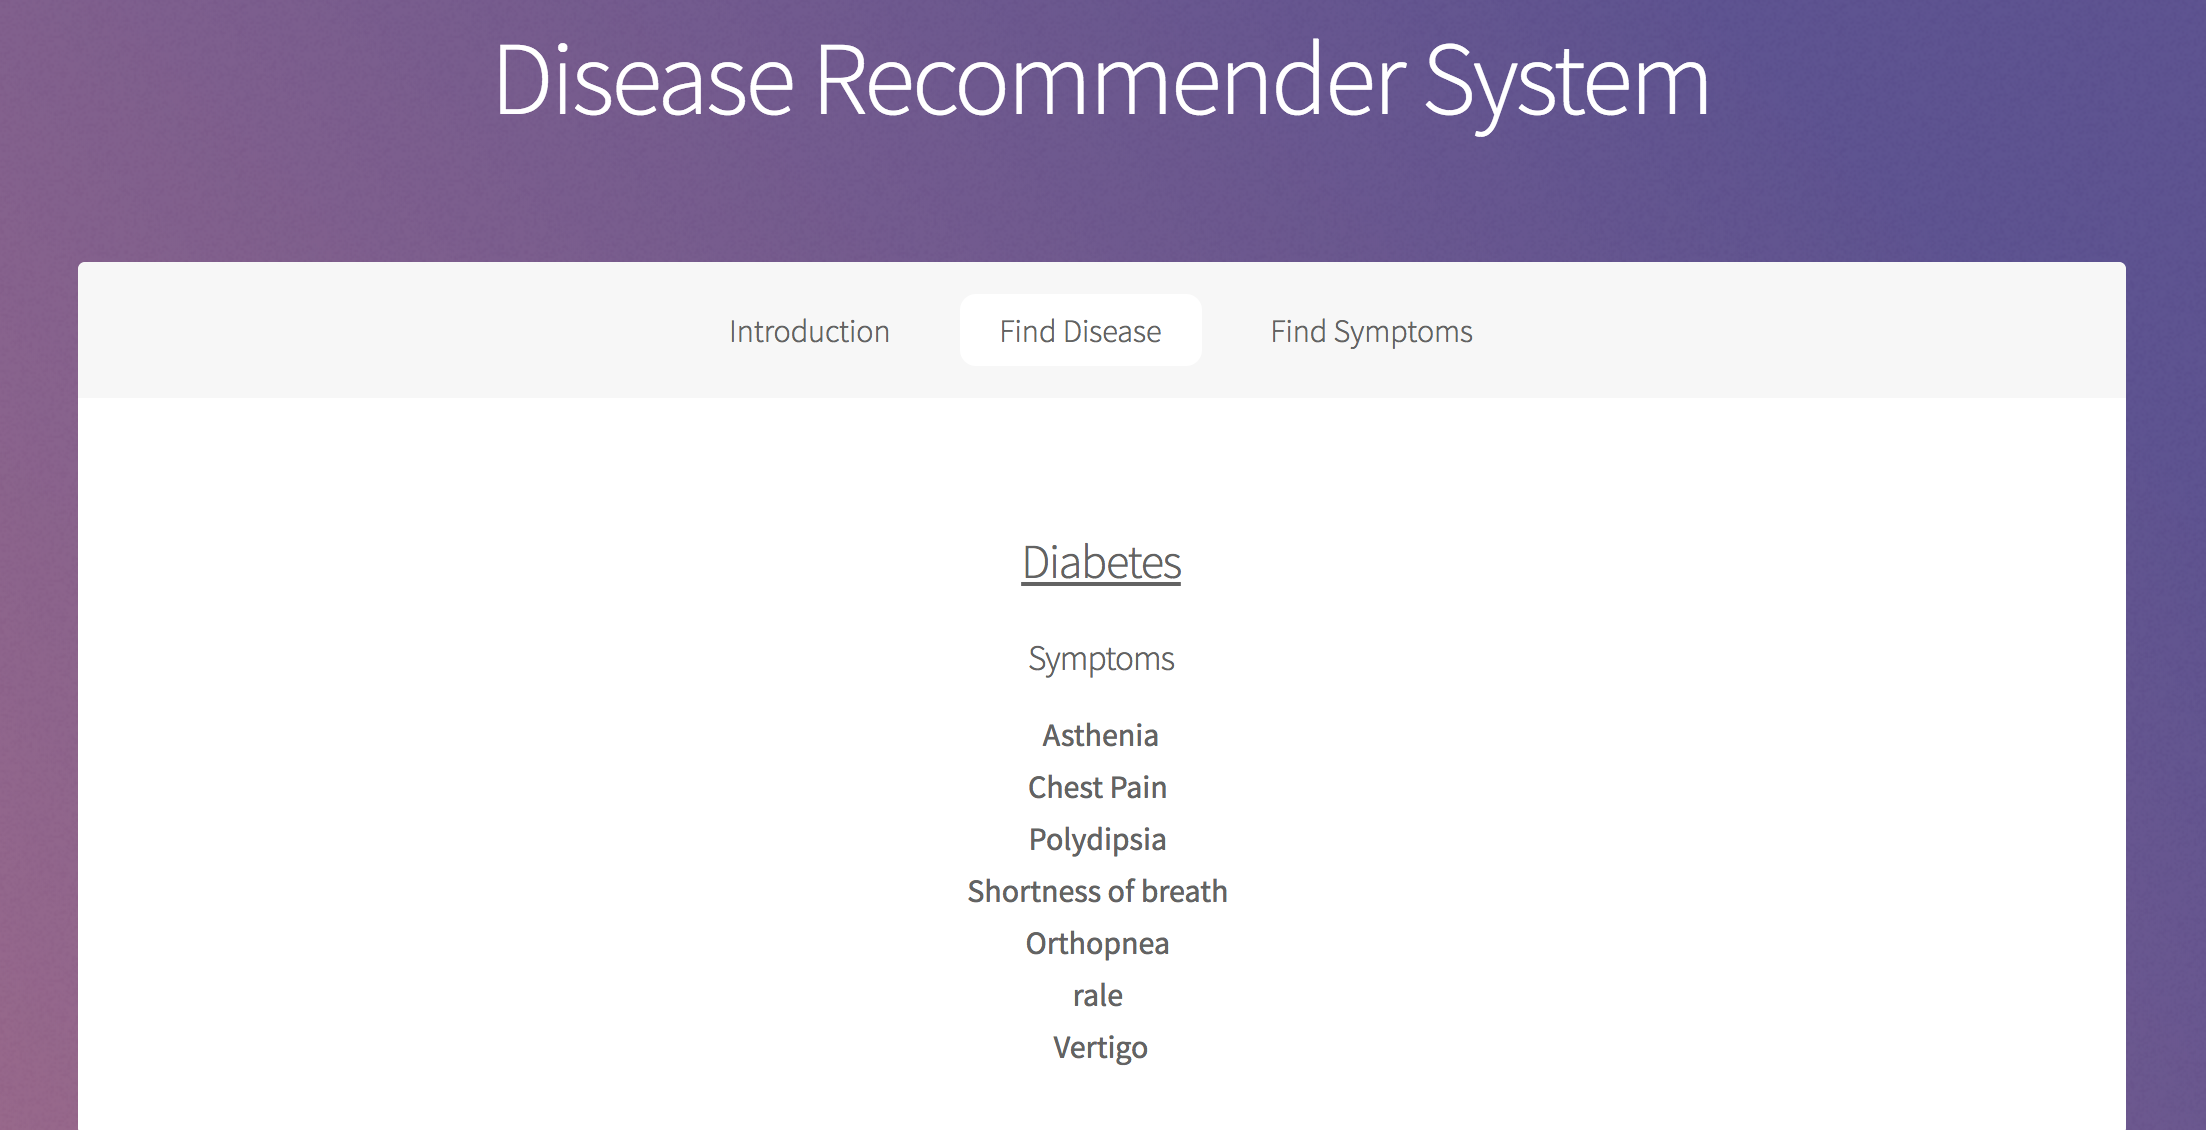 Disease Recommender System
Introduction Find Disease Find Symptoms
Diabetes
Symptoms
Asthenia
Chest Pain
Polydipsia
Shortness of breath
Orthopnea
rale
Vertigo